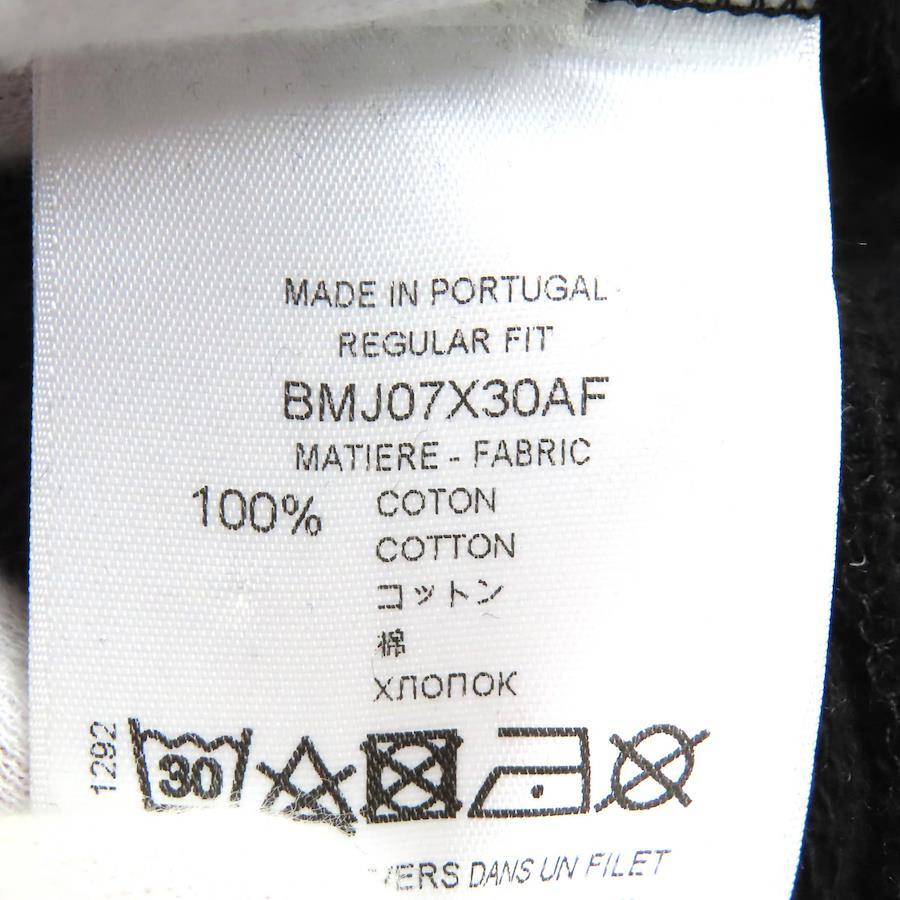 MADE IN PORTUGAL
REGULAR FIT
BMJ07X30AF
MATIERE - FABRIC
100% COTON
COTTON
コットン
棉
ХЛОПОК
1292
30
DANS UN FILET